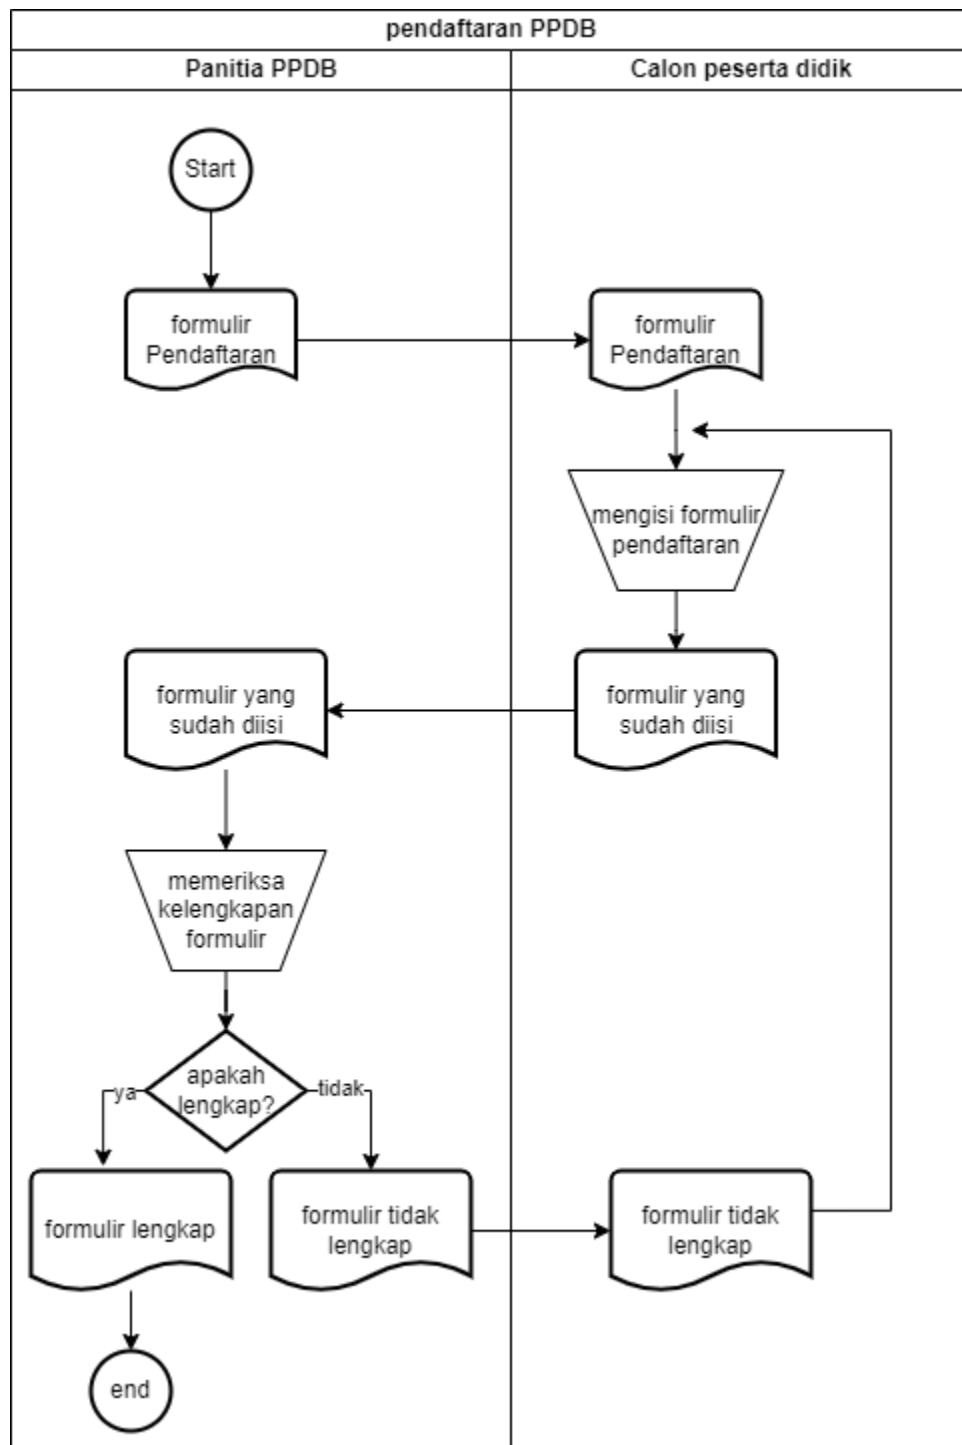 pendaftaran PPDB
Panitia PPDB
Calon peserta didik
Start
formulir
Pendaftaran
formulir
Pendaftaran
mengisi formulir
pendaftaran
formulir yang
sudah diisi
formulir yang
sudah diisi
memeriksa
kelengkapan
formulir
apakah
lengkap?
ya
tidak
formulir lengkap
formulir tidak
lengkap
formulir tidak
lengkap
end